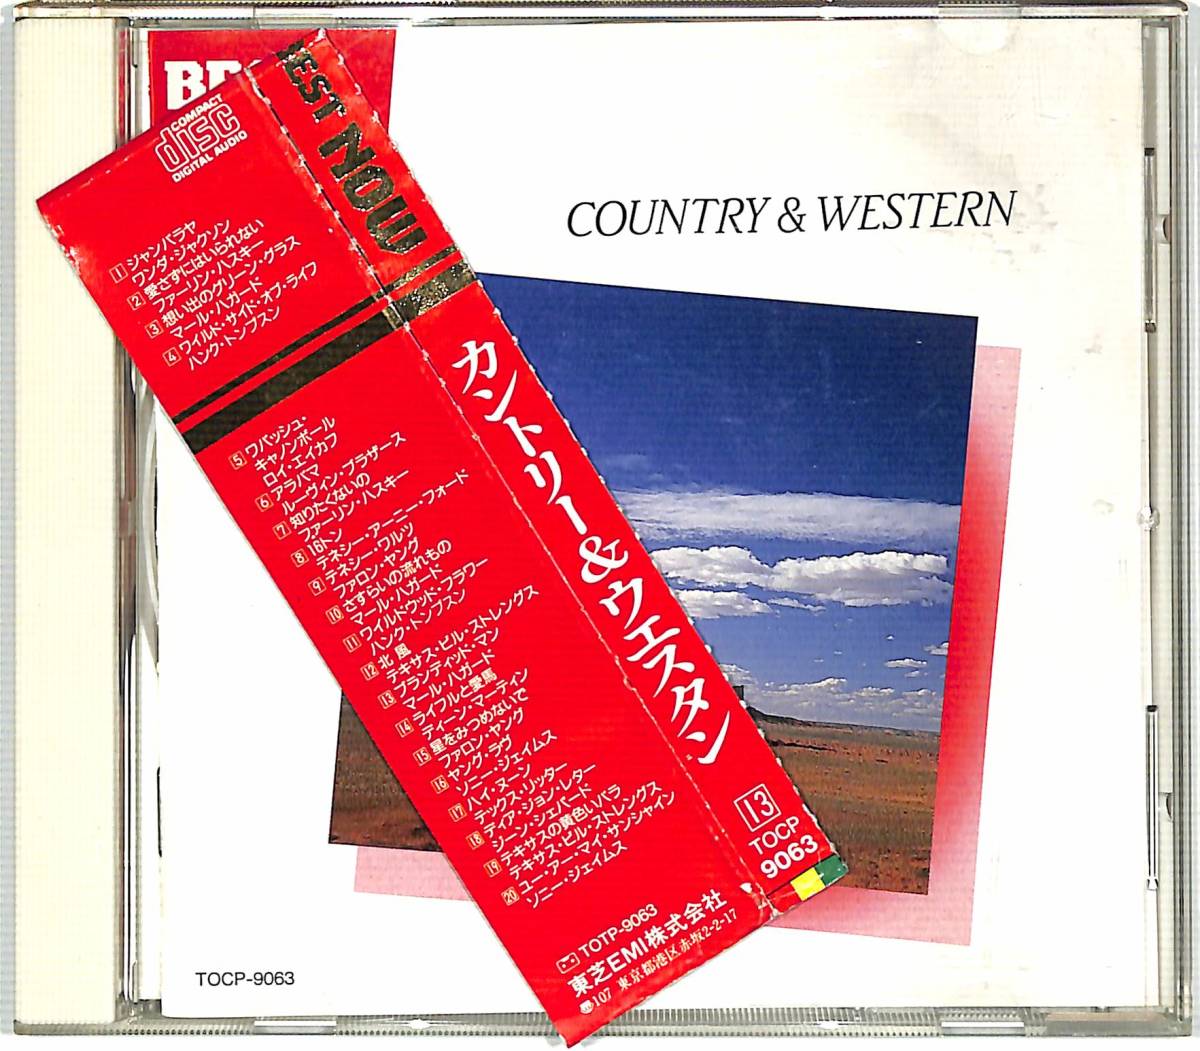 COUNTRY & WESTERN
TOCP-9063
COMPACT
disc
DIGITAL AUDIO
EST NOW
1 ジャンバラヤ
ワンダ・ジャクソン
2 愛さずにはいられない
ファーリン・ハスキー
3 想い出のグリーン・グラス
マール・ハガード
4 ワイルド・サイド・オブ・ライフ
ハンク・トンプスン
5 ワバッシュ・
キャノンボール
ロイ・エイカフ
6 アラバマ
ルーヴィン・ブラザース
7 知りたくないの
ファーリン・ハスキー
8 16トン
テネシー・アーニー・フォード
9 テネシー・ワルツ
ファロン・ヤング
10 さすらいの流れもの
マール・ハガード
11 ワイルドウッド・フラワー
ハンク・トンプスン
12 北風
テキサス・ビル・ストレングス
13 ブランディッド・マン
マール・ハガード
14 ライフルと愛馬
ディーン・マーティン
15 星をみつめないで
ファロン・ヤング
16 ヤング・ラヴ
ソニー・ジェイムス
17 ハイ・ヌーン
テックス・リッター
18 ディア・ジョン・レター
ジーン・シェパード
19 テキサスの黄色いバラ
テキサス・ビル・ストレングス
20 ユー・アー・マイ・サンシャイン
ソニー・ジェイムス
カントリー&ウエスタン
13
TOCP
9063
TOTP-9063
東芝EMI株式会社
〒107 東京都港区赤坂2-2-17